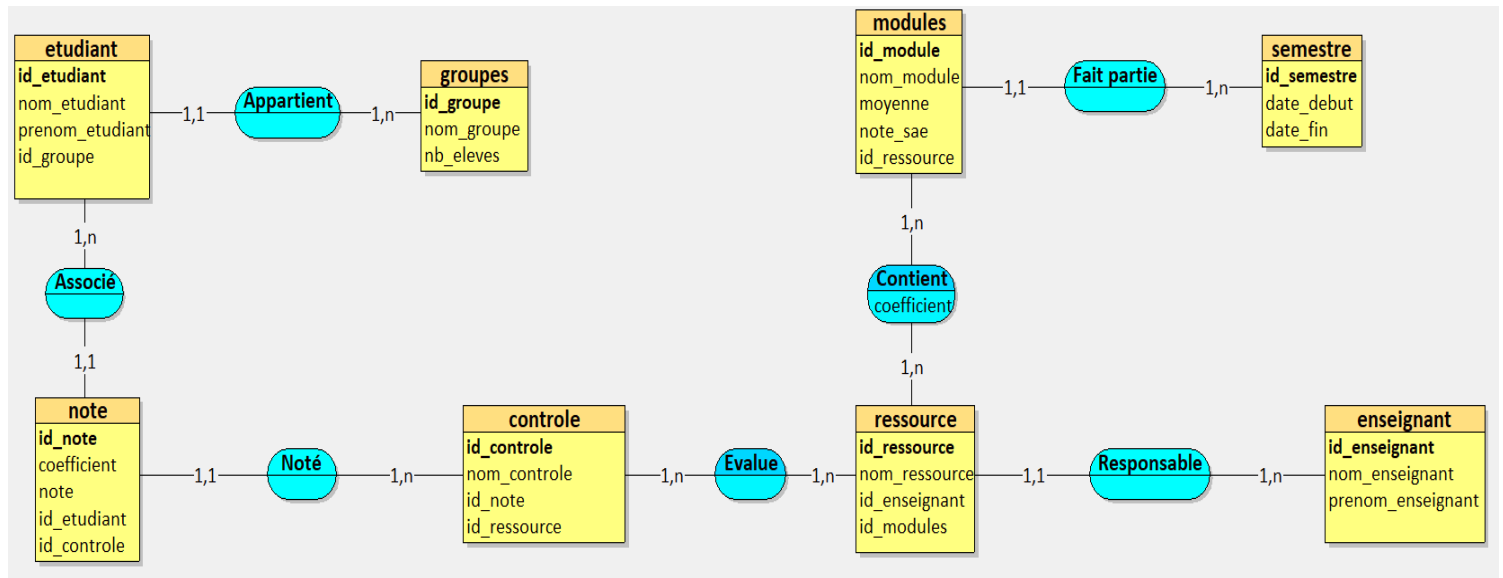 etudiant
id_etudiant
nom_etudiant
prenom_etudiant
id_groupe
1,1
Appartient
1,n
groupes
id_groupe
nom_groupe
nb_eleves
modules
id_module
nom_module
moyenne
note_sae
id_ressource
1,1
Fait partie
1,n
semestre
id_semestre
date_debut
date_fin
1,n
Associé
1,1
1,n
Contient
coefficient
1,n
note
id_note
coefficient
note
id_etudiant
id_controle
1,1
Noté
1,n
controle
id_controle
nom_controle
id_note
id_ressource
1,n
Evalue
1,n
ressource
id_ressource
nom_ressource
id_enseignant
id_modules
1,1
Responsable
1,n
enseignant
id_enseignant
nom_enseignant
prenom_enseignant